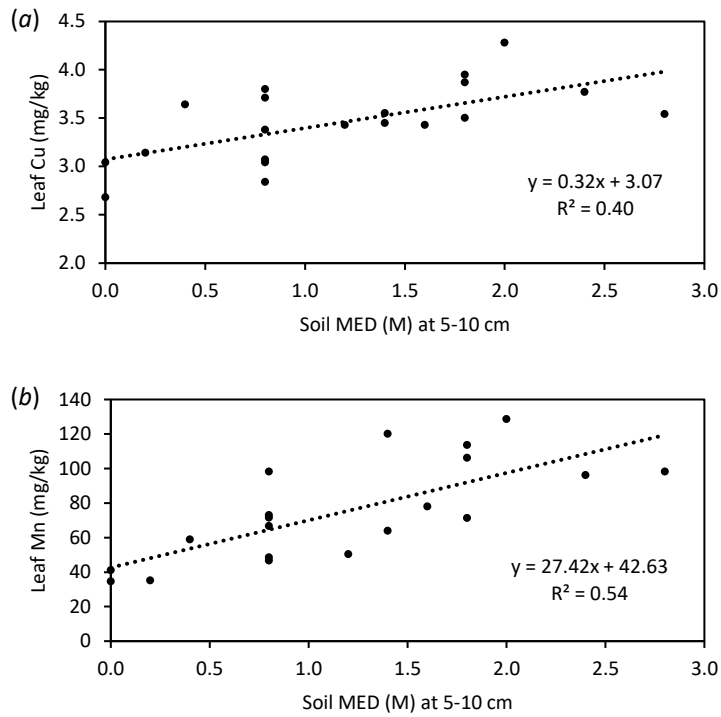 (a)
4.5
4.0
3.5
3.0
2.5
2.0
Leaf Cu (mg/kg)
y = 0.32x + 3.07
R² = 0.40
0.0 0.5 1.0 1.5 2.0 2.5 3.0
Soil MED (M) at 5-10 cm
(b)
140
120
100
80
60
40
20
0
Leaf Mn (mg/kg)
y = 27.42x + 42.63
R² = 0.54
0.0 0.5 1.0 1.5 2.0 2.5 3.0
Soil MED (M) at 5-10 cm